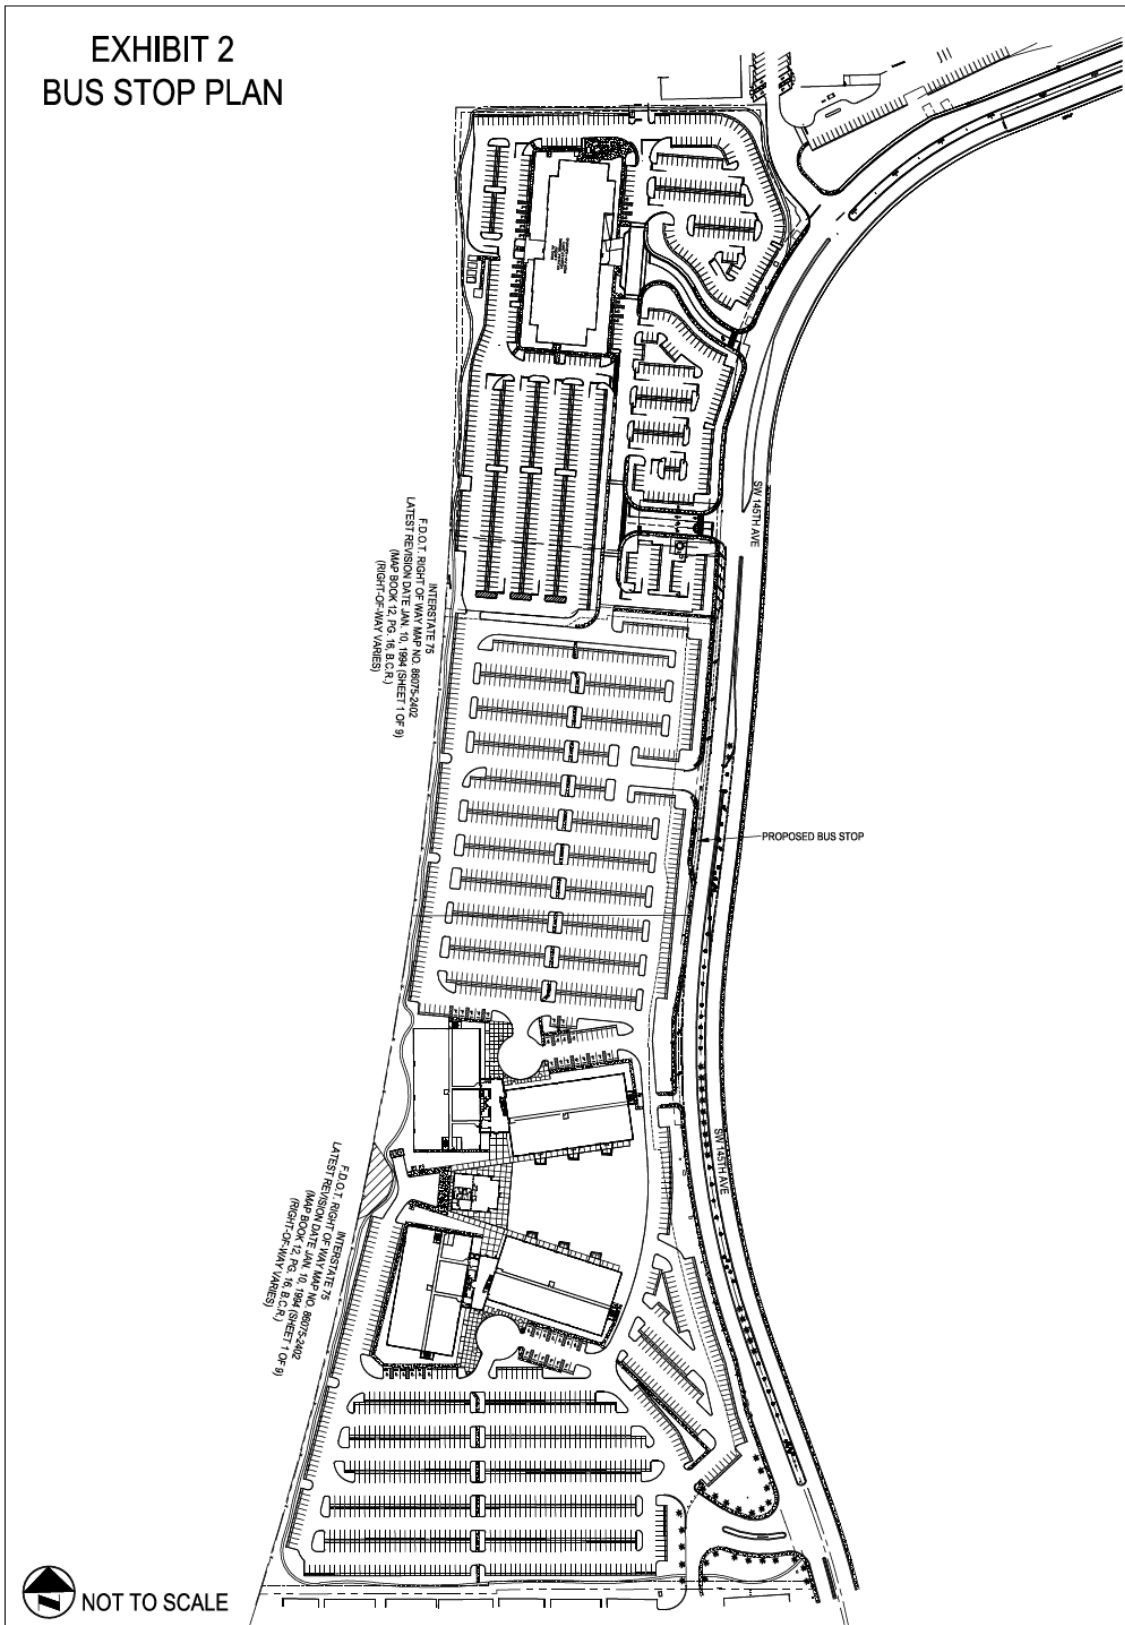 EXHIBIT 2
BUS STOP PLAN
SW 145TH AVE
INTERSTATE 75
F.D.O.T. RIGHT OF WAY MAP NO. 86075-2402
LATEST REVISION DATE JAN. 10, 1994 (SHEET 1 OF 9)
(MAP BOOK 12, PG. 16, B.C.R.)
(RIGHT-OF-WAY VARIES)
PROPOSED BUS STOP
SW 145TH AVE
INTERSTATE 75
F.D.O.T. RIGHT OF WAY MAP NO. 86075-2402
LATEST REVISION DATE JAN. 10, 1994 (SHEET 1 OF 9)
(MAP BOOK 12, PG. 16, B.C.R.)
(RIGHT-OF-WAY VARIES)
N
NOT TO SCALE